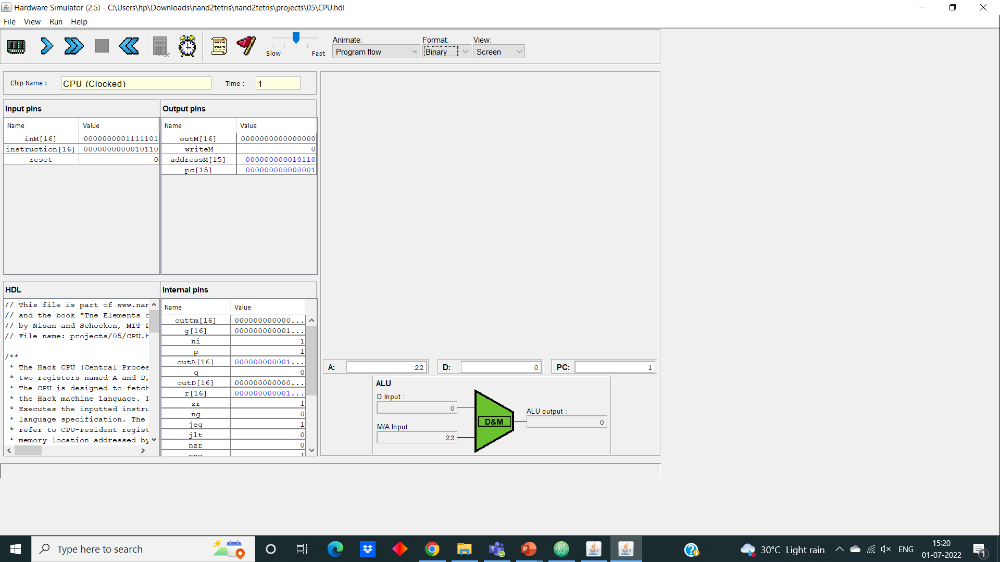 Hardware Simulator (2.5) - C:\Users\hp\Downloads\nand2tetris\nand2tetris\projects\05\CPU.hdl
File View Run Help
Slow Fast
Animate: Format: View:
Program flow Binary Screen
Chip Name : CPU (Clocked) Time : 1
Input pins
Name Value
inM[16] 0000000001111101
instruction[16] 0000000000010110
reset 0
Output pins
Name Value
outM[16] 0000000000000000
writeM 0
addressM[15] 000000000010110
pc[15] 000000000000001
HDL
// This file is part of www.nan
// and the book "The Elements o
// by Nisan and Schocken, MIT P
// File name: projects/05/CPU.h
/**
* The Hack CPU (Central Proces
* two registers named A and D,
* The CPU is designed to fetch
* the Hack machine language. I
* Executes the inputted instru
* language specification. The
* refer to CPU-resident regist
* memory location addressed by
Internal pins
Name Value
outtm[16] 000000000000...
g[16] 000000000001...
ni 1
p 1
outA[16] 000000000001...
q 0
outD[16] 000000000000...
r[16] 000000000001...
zr 1
ng 0
jeq 1
jlt 0
nzr 0
A: 22 D: 0 PC: 1
ALU
D Input :
0
M/A Input :
22
D&M
ALU output :
0
Type here to search
30°C Light rain
ENG
15:20
01-07-2022
1